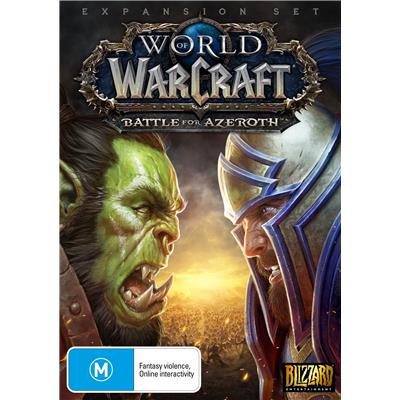 EXPANSION SET
WORLD
OF
WARCRAFT
BATTLE FOR AZEROTH
M
Fantasy violence,
Online interactivity
BLIZZARD
ENTERTAINMENT